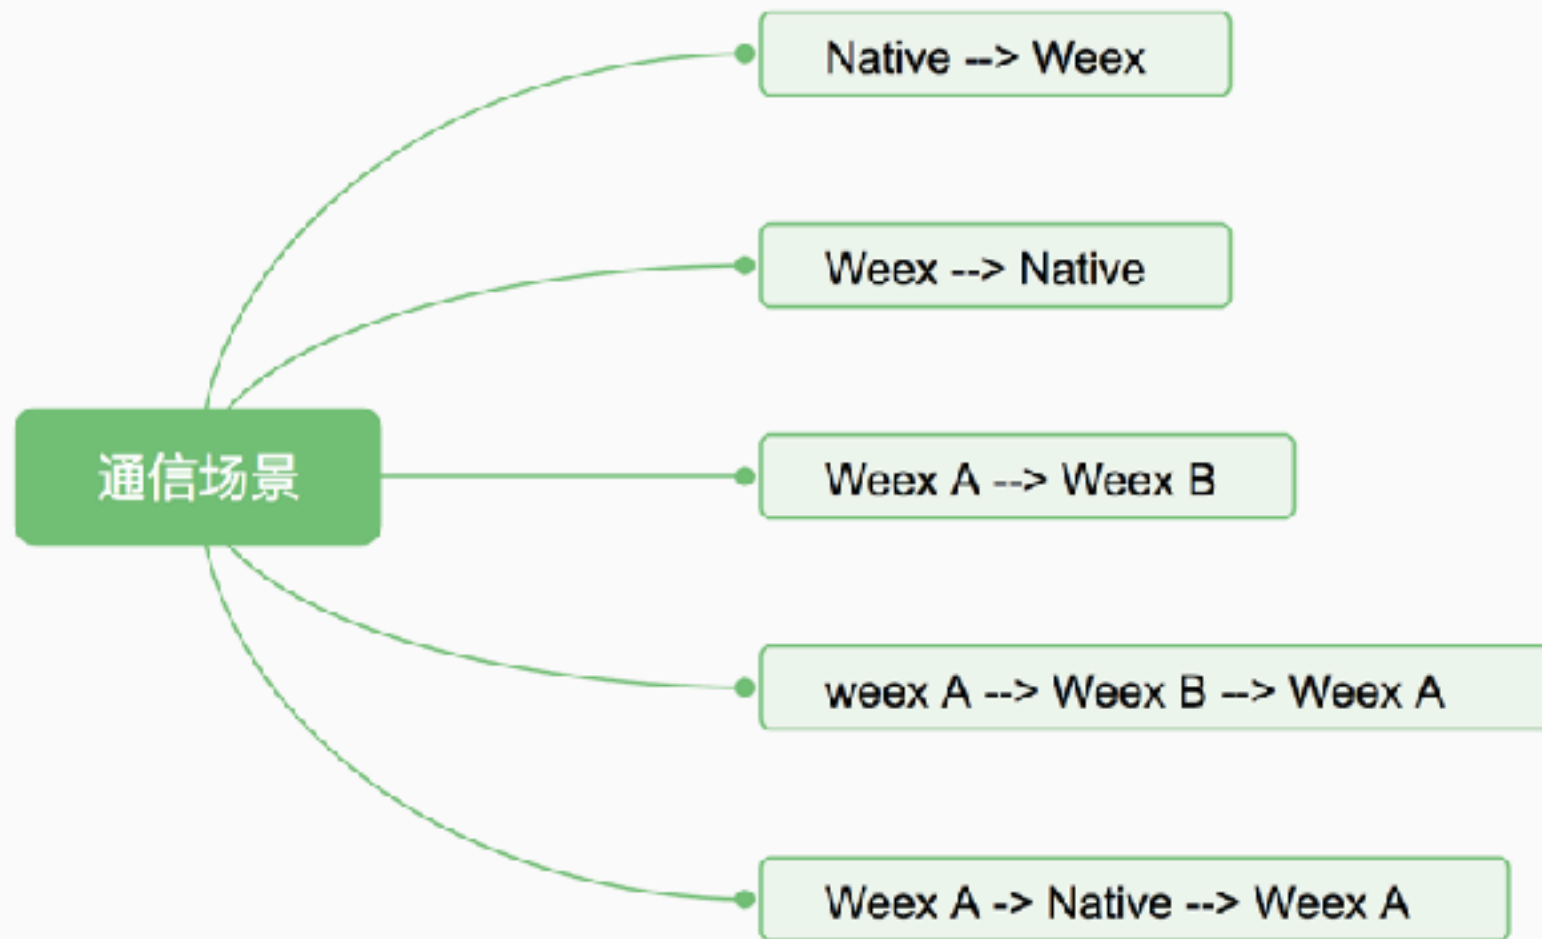 Native --> Weex
Weex --> Native
通信场景
Weex A --> Weex B
weex A --> Weex B --> Weex A
Weex A -> Native --> Weex A